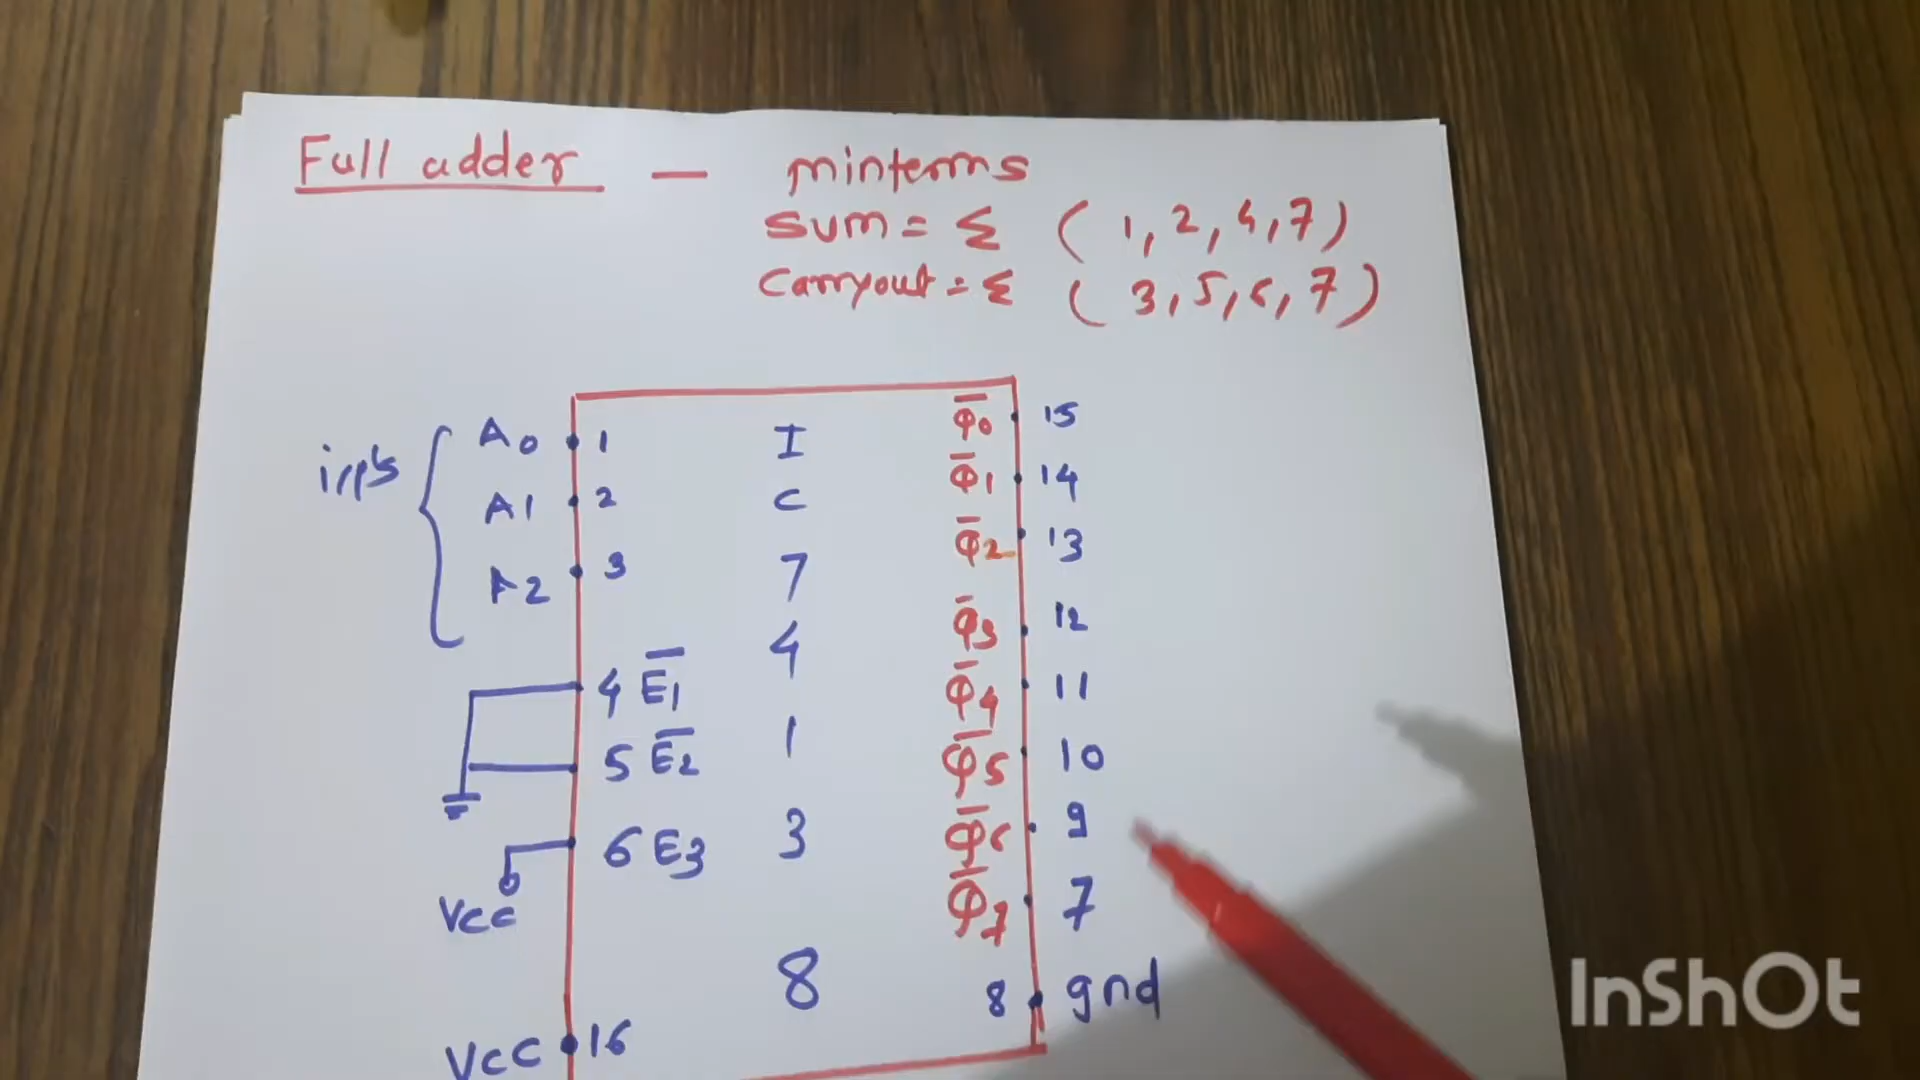 Full adder — minterms
sum = Σ ( 1, 2, 4, 7 )
Carryout = Σ ( 3, 5, 6, 7 )
i/p's
A0 1
A1 2
A2 3
4 E̅1̅
5 E̅2̅
6 E3
Vcc
Vcc 16
I
C
7
4
1
3
8
φ̅0 15
φ̅1 14
φ̅2 13
φ̅3 12
φ̅4 11
φ̅5 10
φ̅6 9
φ̅7 7
8 gnd
InShOt